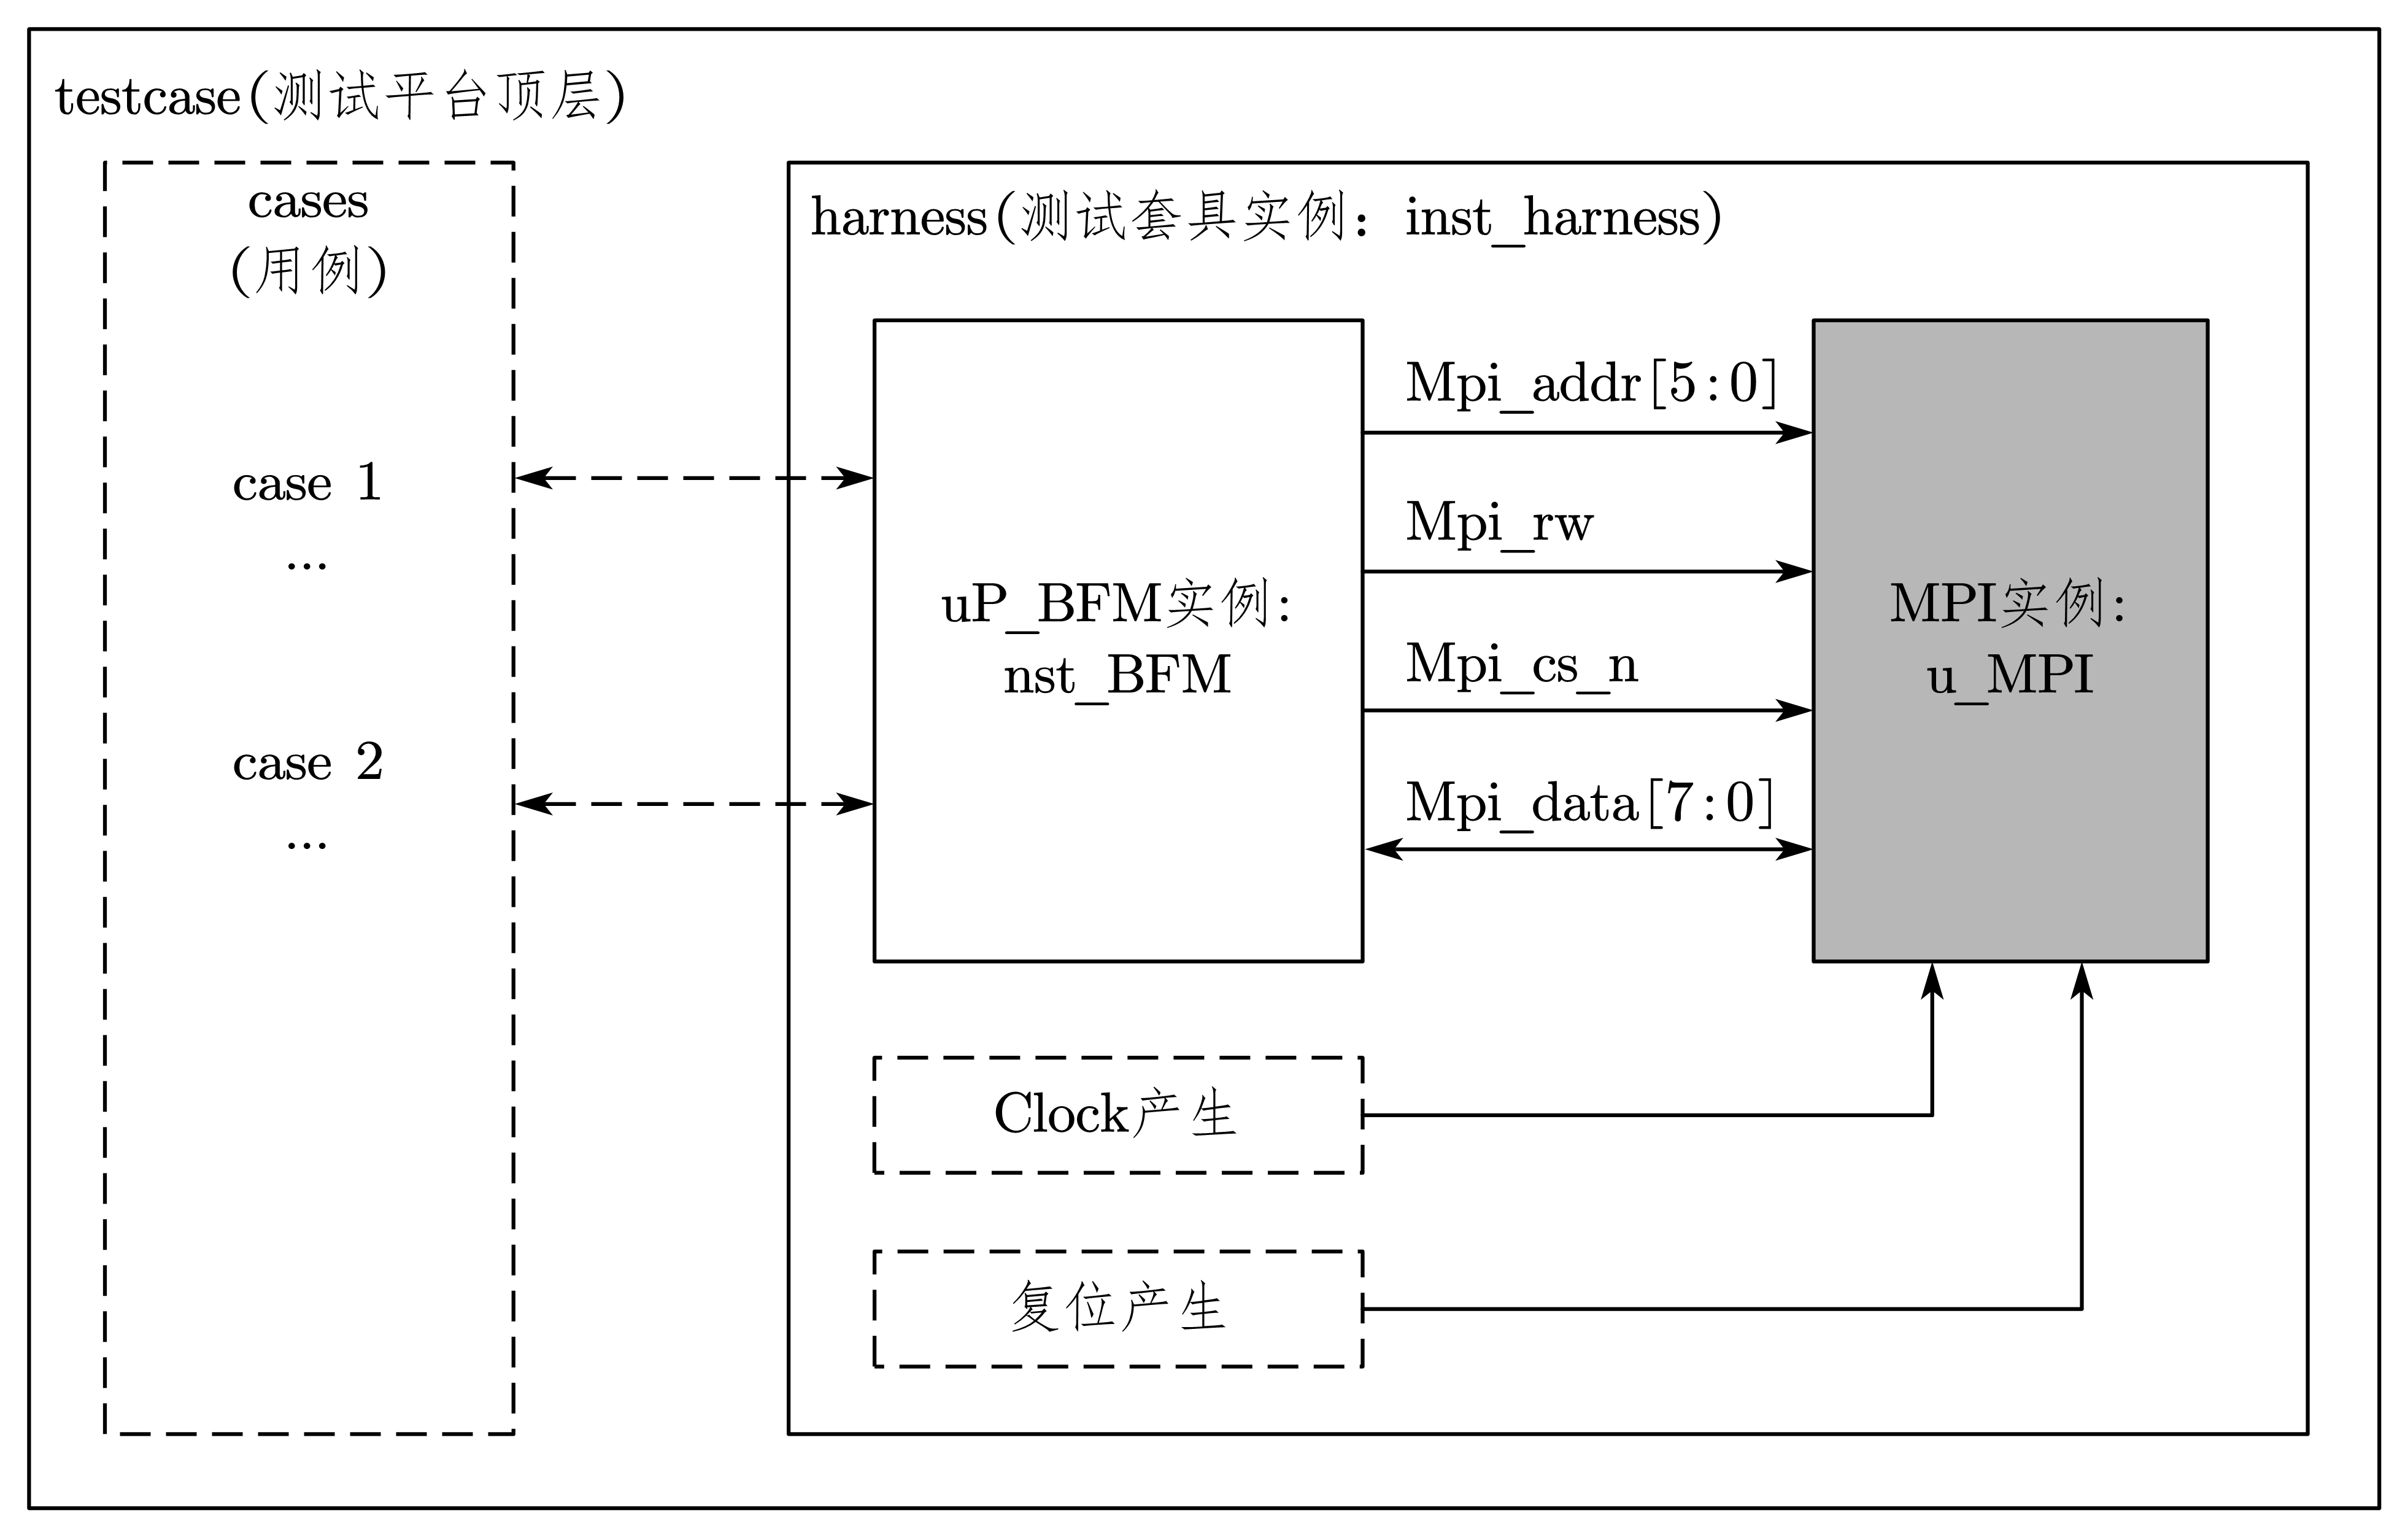 testcase(测试平台顶层)
cases
(用例)
case 1
...
case 2
...
harness(测试套具实例: inst_harness)
uP_BFM实例:
nst_BFM
Mpi_addr[5:0]
Mpi_rw
Mpi_cs_n
Mpi_data[7:0]
MPI实例:
u_MPI
Clock产生
复位产生